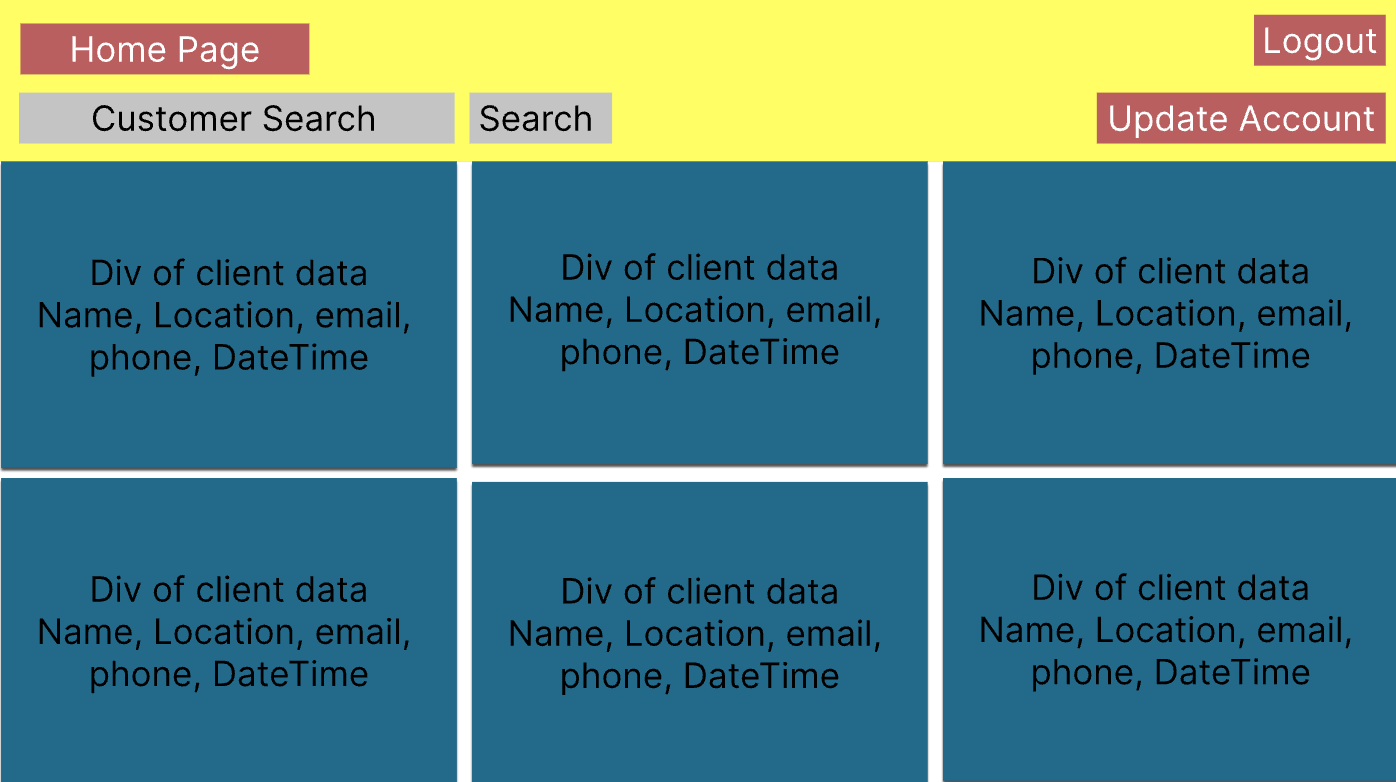 Home Page
Logout
Customer Search
Search
Update Account
Div of client data
Name, Location, email,
phone, DateTime
Div of client data
Name, Location, email,
phone, DateTime
Div of client data
Name, Location, email,
phone, DateTime
Div of client data
Name, Location, email,
phone, DateTime
Div of client data
Name, Location, email,
phone, DateTime
Div of client data
Name, Location, email,
phone, DateTime